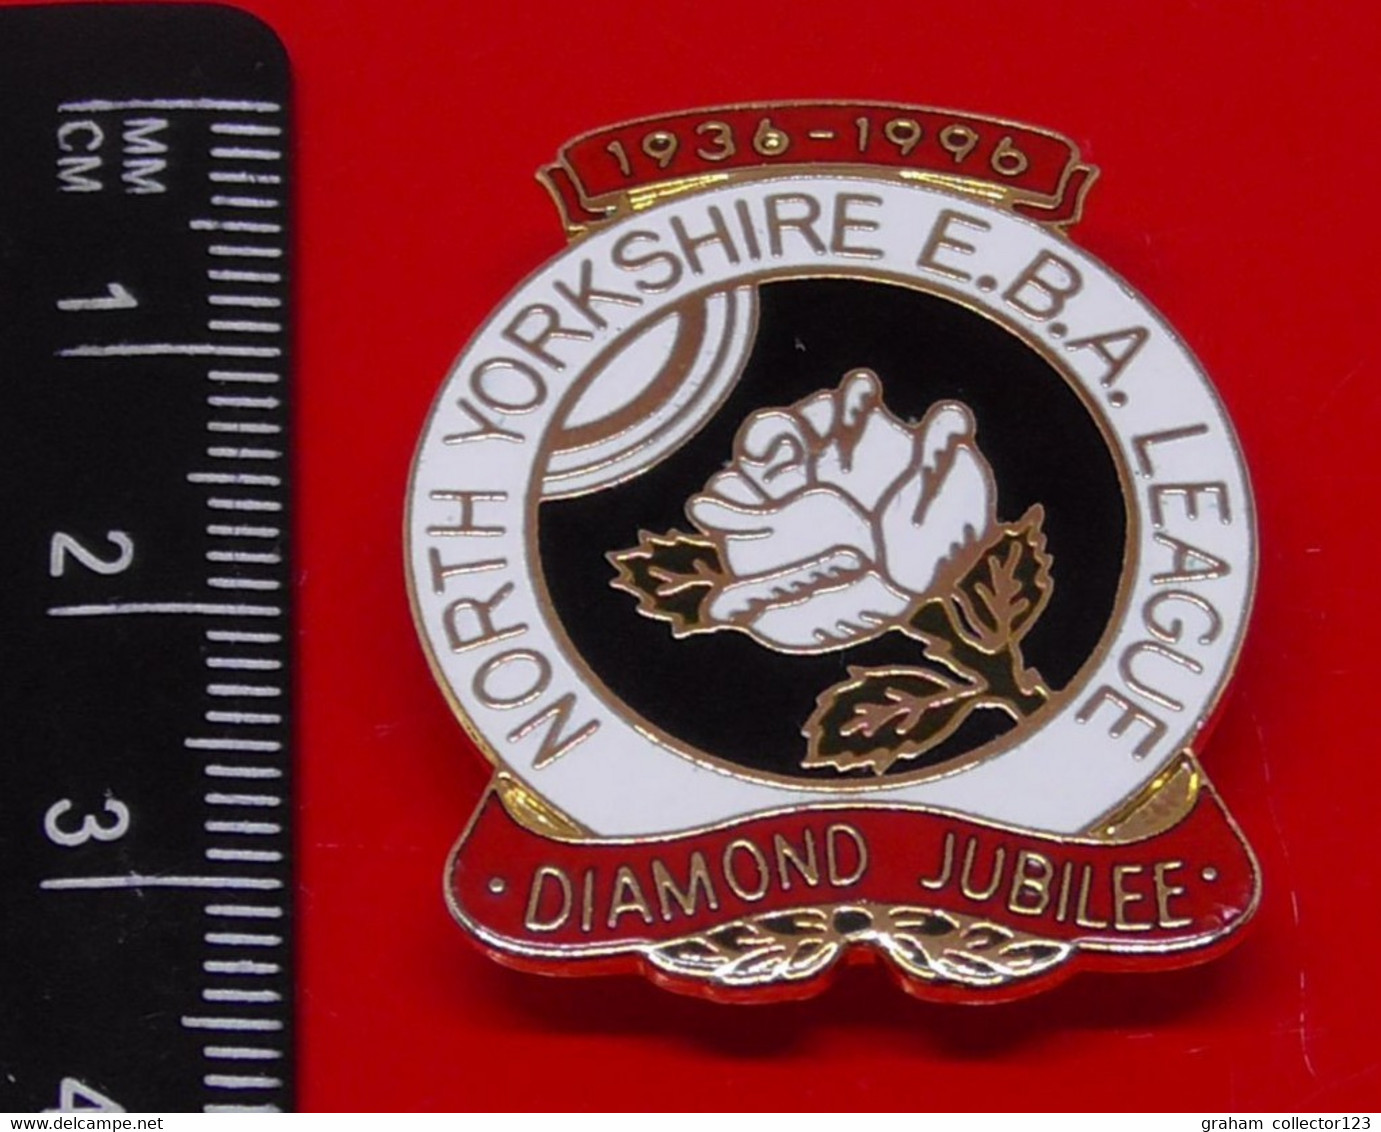 1936-1996
NORTH YORKSHIRE E.B.A. LEAGUE
· DIAMOND JUBILEE ·
MM
CM
1
2
3
4
www.delcampe.net
graham collector123